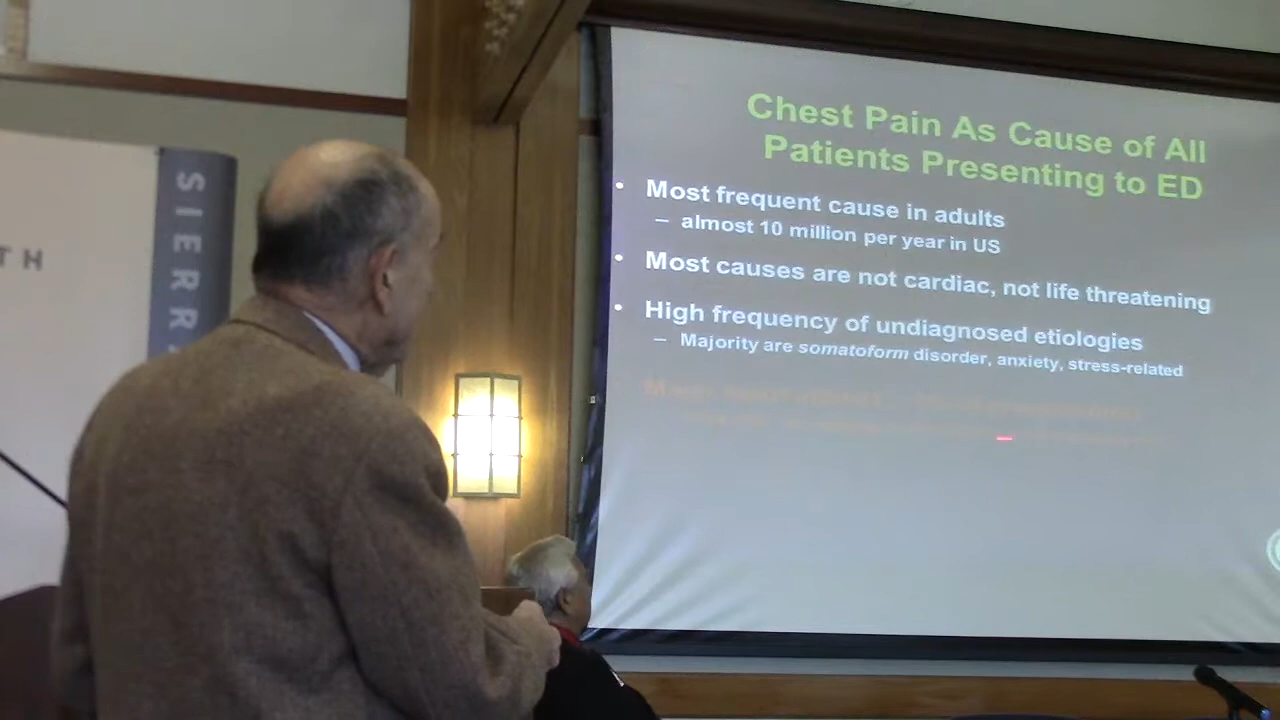 TH
SIERR
Chest Pain As Cause of All
Patients Presenting to ED
• Most frequent cause in adults
– almost 10 million per year in US
• Most causes are not cardiac, not life threatening
• High frequency of undiagnosed etiologies
– Majority are somatoform disorder, anxiety, stress-related